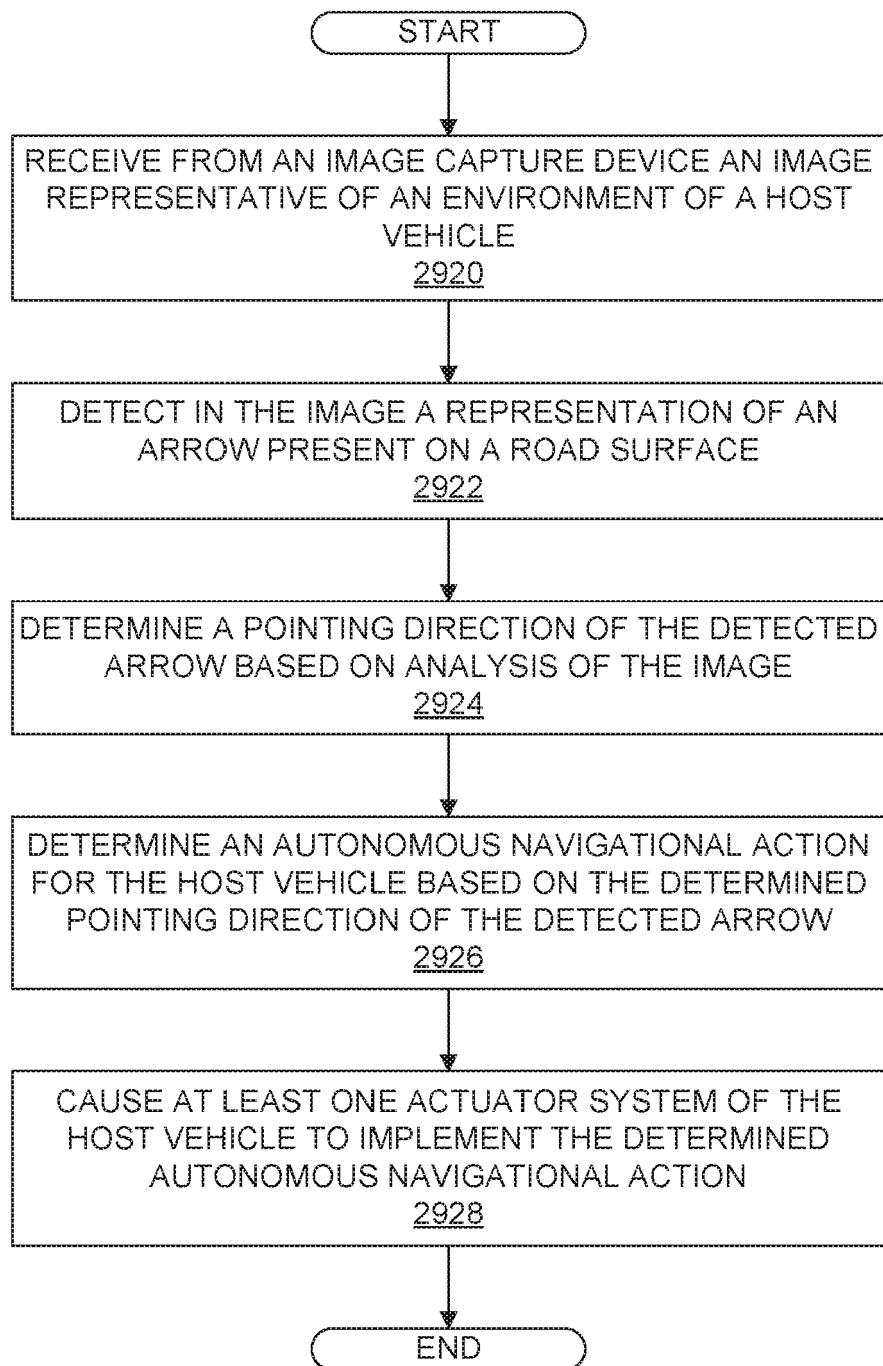 START
RECEIVE FROM AN IMAGE CAPTURE DEVICE AN IMAGE
REPRESENTATIVE OF AN ENVIRONMENT OF A HOST
VEHICLE
2920
DETECT IN THE IMAGE A REPRESENTATION OF AN
ARROW PRESENT ON A ROAD SURFACE
2922
DETERMINE A POINTING DIRECTION OF THE DETECTED
ARROW BASED ON ANALYSIS OF THE IMAGE
2924
DETERMINE AN AUTONOMOUS NAVIGATIONAL ACTION
FOR THE HOST VEHICLE BASED ON THE DETERMINED
POINTING DIRECTION OF THE DETECTED ARROW
2926
CAUSE AT LEAST ONE ACTUATOR SYSTEM OF THE
HOST VEHICLE TO IMPLEMENT THE DETERMINED
AUTONOMOUS NAVIGATIONAL ACTION
2928
END